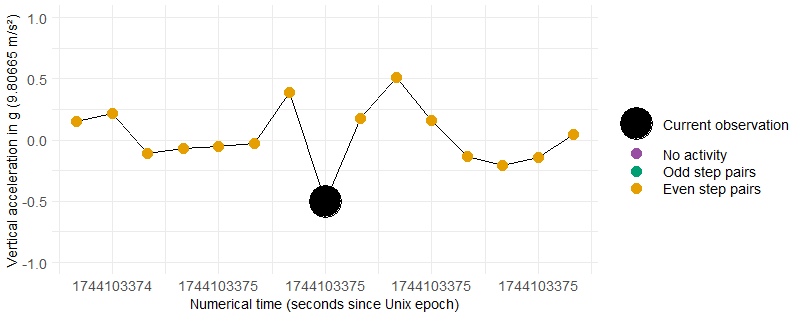 Vertical acceleration in g (9.80665 m/s²)
1.0
0.5
0.0
-0.5
-1.0
1744103374 1744103375 1744103375 1744103375 1744103375
Numerical time (seconds since Unix epoch)
Current observation
No activity
Odd step pairs
Even step pairs